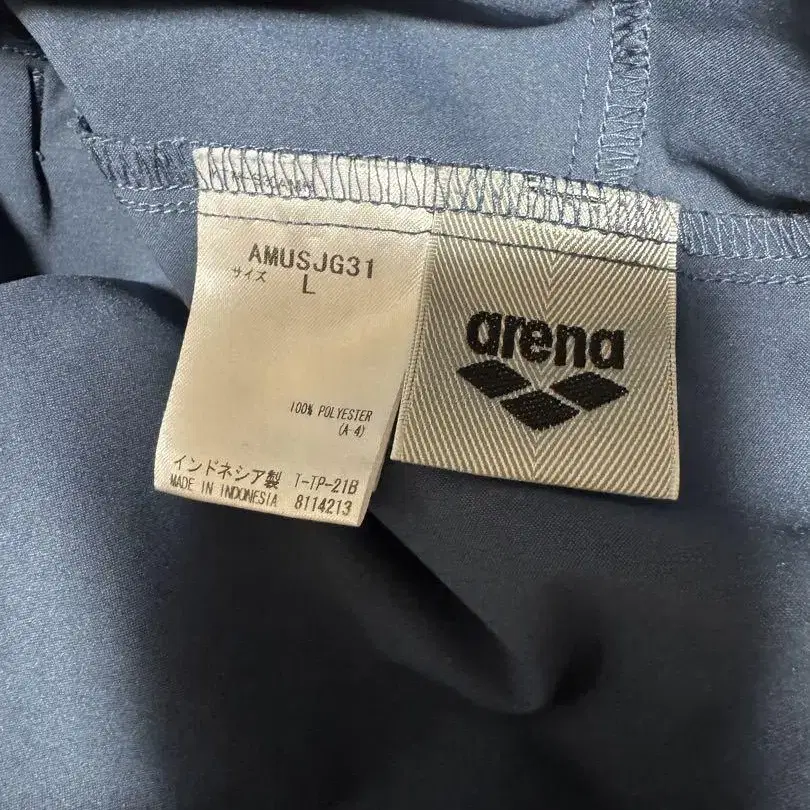 AMUSJG31
サイズ L
100% POLYESTER
(A-4)
インドネシア製 T-TP-21B
MADE IN INDONESIA 8114213
arena